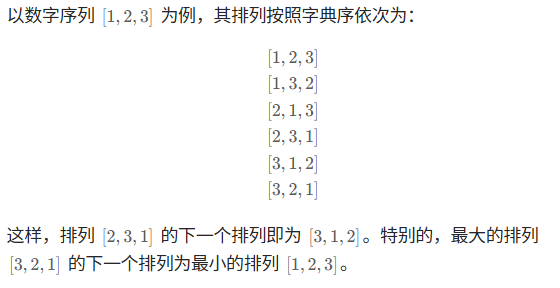 以数字序列 [1,2,3] 为例，其排列按照字典序依次为：
[1,2,3]
[1,3,2]
[2,1,3]
[2,3,1]
[3,1,2]
[3,2,1]
这样，排列 [2,3,1] 的下一个排列即为 [3,1,2]。特别的，最大的排列
[3,2,1] 的下一个排列为最小的排列 [1,2,3]。